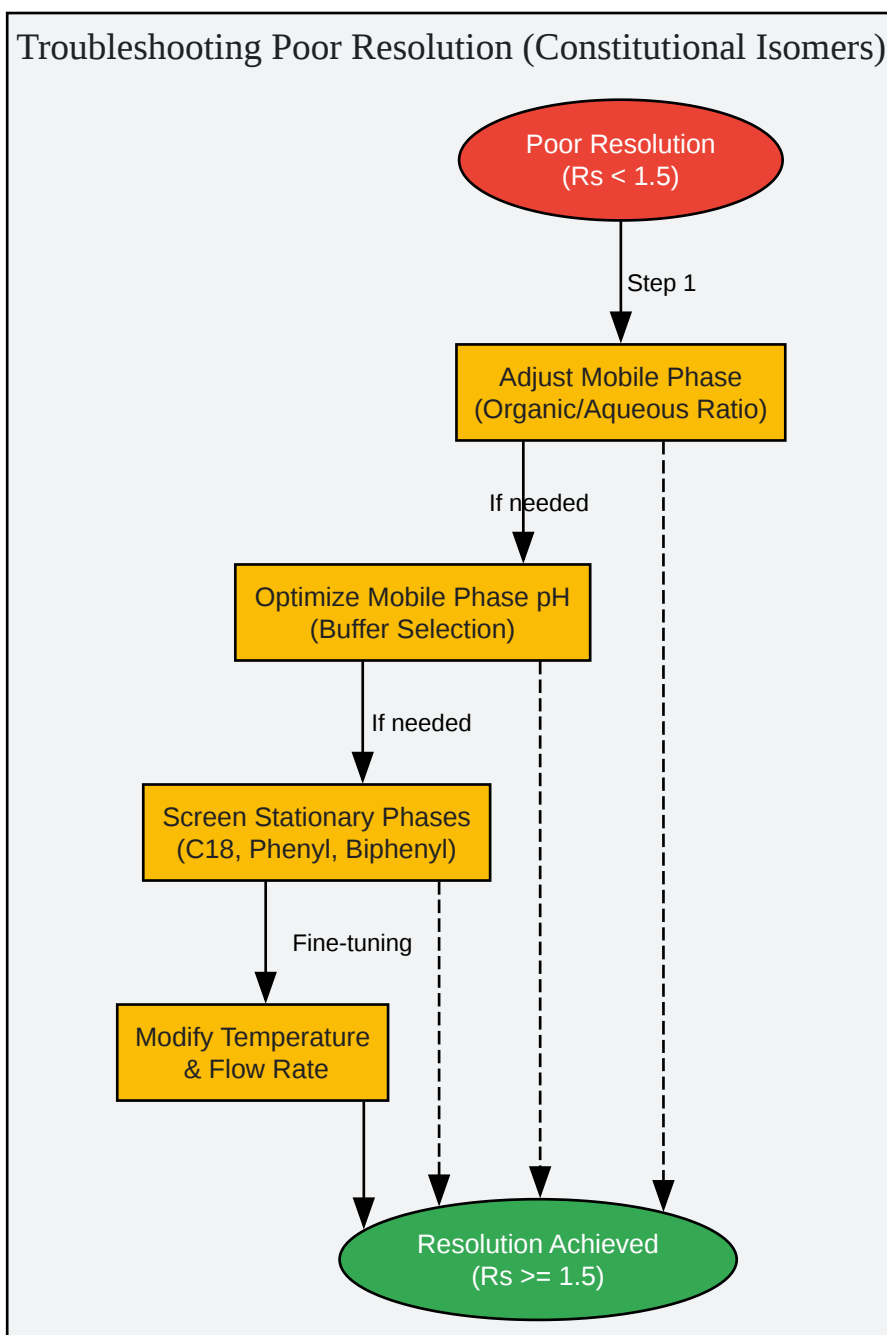 Troubleshooting Poor Resolution (Constitutional Isomers)
Poor Resolution
(Rs < 1.5)
Step 1
Adjust Mobile Phase
(Organic/Aqueous Ratio)
If needed
Optimize Mobile Phase pH
(Buffer Selection)
If needed
Screen Stationary Phases
(C18, Phenyl, Biphenyl)
Fine-tuning
Modify Temperature
& Flow Rate
Resolution Achieved
(Rs >= 1.5)